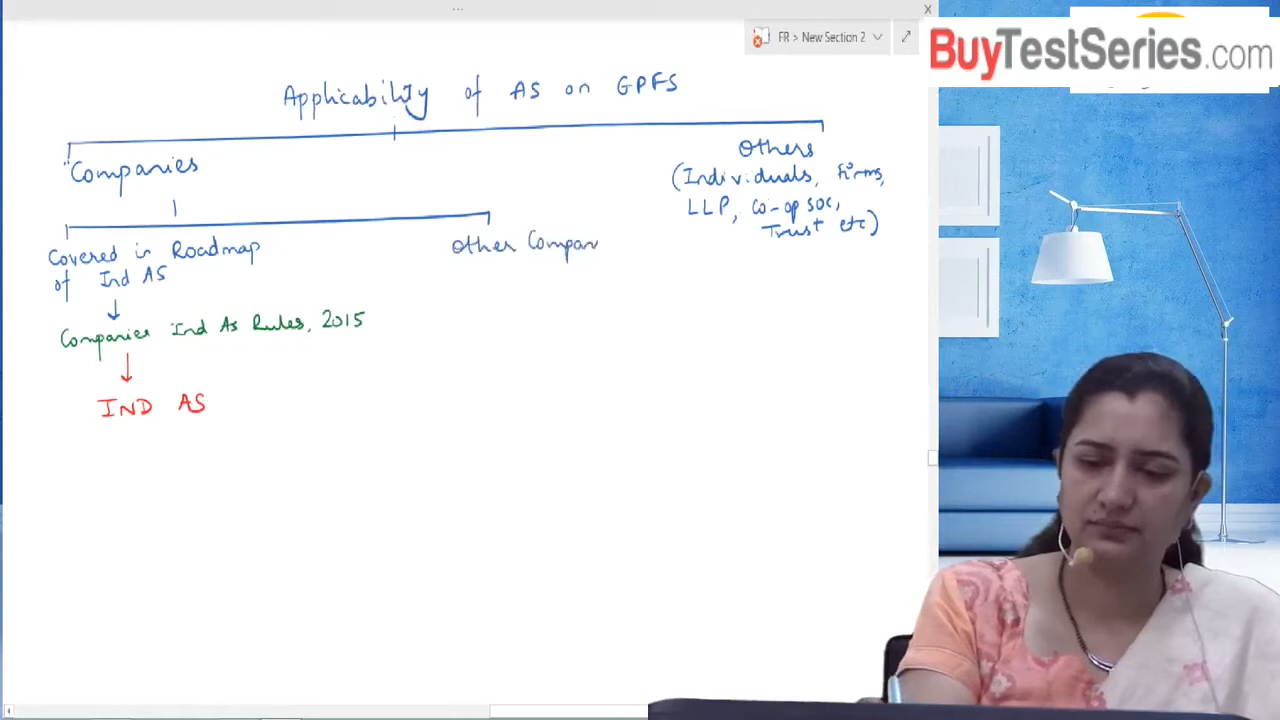 FR > New Section 2
BuyTestSeries.com
Applicability of AS on GPFS
Companies
Others
(Individuals, Firms,
LLP, Co-op soc,
Trust etc)
Covered in Roadmap
of Ind AS
Other Compan
Companies Ind As Rules, 2015
IND AS